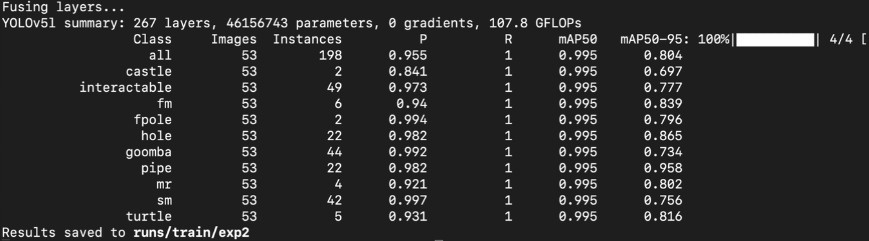 Fusing layers...
YOLOv5l summary: 267 layers, 46156743 parameters, 0 gradients, 107.8 GFLOPs
Class Images Instances P R mAP50 mAP50-95: 100%|██████████| 4/4 [
all 53 198 0.955 1 0.995 0.804
castle 53 2 0.841 1 0.995 0.697
interactable 53 49 0.973 1 0.995 0.777
fm 53 6 0.94 1 0.995 0.839
fpole 53 2 0.994 1 0.995 0.796
hole 53 22 0.982 1 0.995 0.865
goomba 53 44 0.992 1 0.995 0.734
pipe 53 22 0.982 1 0.995 0.958
mr 53 4 0.921 1 0.995 0.802
sm 53 42 0.997 1 0.995 0.756
turtle 53 5 0.931 1 0.995 0.816
Results saved to runs/train/exp2